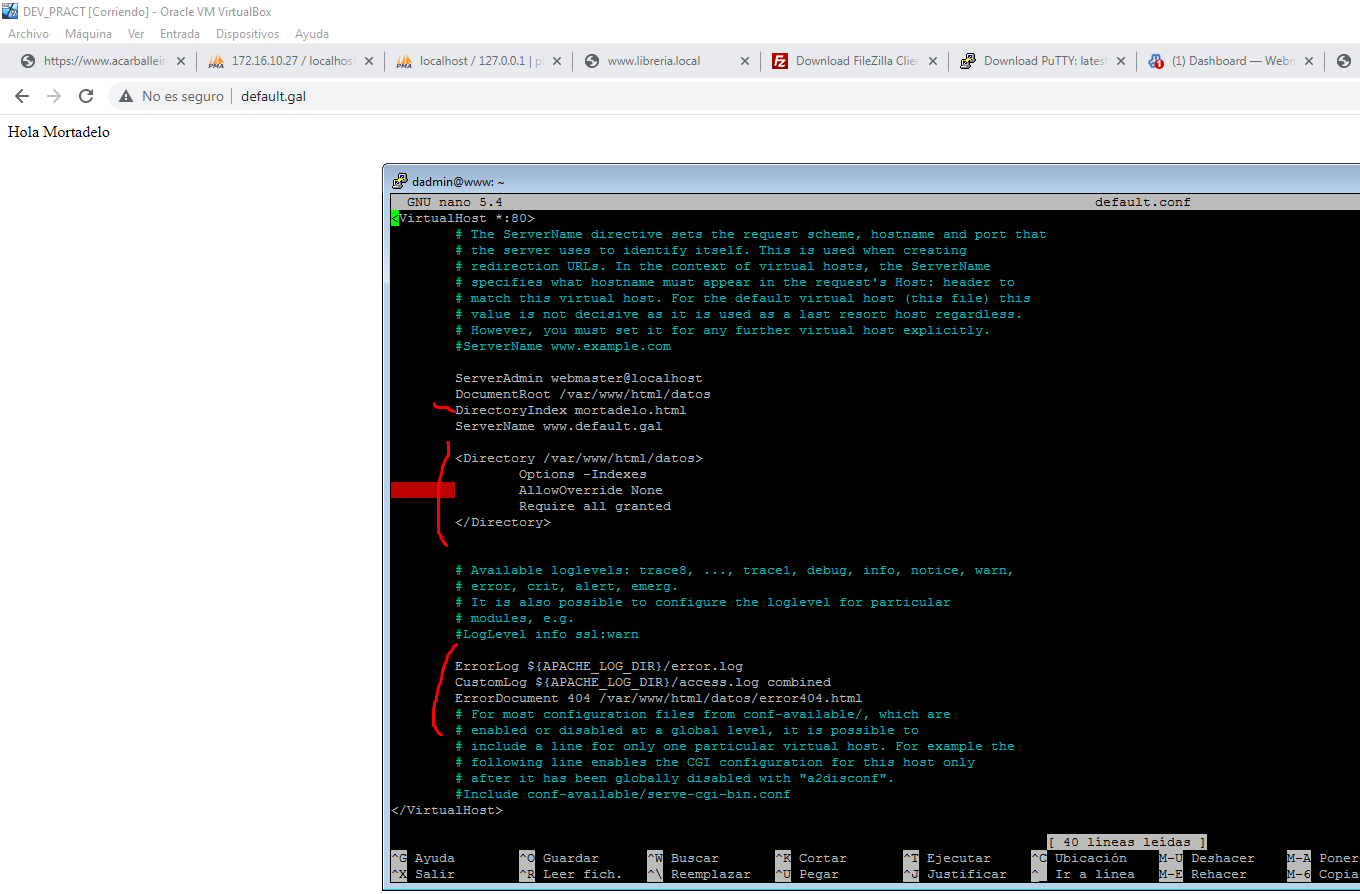 DEV_PRACT [Corriendo] - Oracle VM VirtualBox
Archivo Máquina Ver Entrada Dispositivos Ayuda
https://www.acarballeir 172.16.10.27 / localhos localhost / 127.0.0.1 | p www.libreria.local Download FileZilla Clien Download PuTTY: latest (1) Dashboard — Webm
No es seguro default.gal
Hola Mortadelo
dadmin@www: ~
GNU nano 5.4 default.conf
<VirtualHost *:80>
# The ServerName directive sets the request scheme, hostname and port that
# the server uses to identify itself. This is used when creating
# redirection URLs. In the context of virtual hosts, the ServerName
# specifies what hostname must appear in the request's Host: header to
# match this virtual host. For the default virtual host (this file) this
# value is not decisive as it is used as a last resort host regardless.
# However, you must set it for any further virtual host explicitly.
#ServerName www.example.com
ServerAdmin webmaster@localhost
DocumentRoot /var/www/html/datos
DirectoryIndex mortadelo.html
ServerName www.default.gal
<Directory /var/www/html/datos>
Options -Indexes
AllowOverride None
Require all granted
</Directory>
# Available loglevels: trace8, ..., trace1, debug, info, notice, warn,
# error, crit, alert, emerg.
# It is also possible to configure the loglevel for particular
# modules, e.g.
#LogLevel info ssl:warn
ErrorLog ${APACHE_LOG_DIR}/error.log
CustomLog ${APACHE_LOG_DIR}/access.log combined
ErrorDocument 404 /var/www/html/datos/error404.html
# For most configuration files from conf-available/, which are
# enabled or disabled at a global level, it is possible to
# include a line for only one particular virtual host. For example the
# following line enables the CGI configuration for this host only
# after it has been globally disabled with "a2disconf".
#Include conf-available/serve-cgi-bin.conf
</VirtualHost>
[ 40 líneas leídas ]
^G Ayuda ^O Guardar ^W Buscar ^K Cortar ^T Ejecutar ^C Ubicación M-U Deshacer M-A Poner
^X Salir ^R Leer fich. ^\ Reemplazar ^U Pegar ^J Justificar ^_ Ir a línea M-E Rehacer M-6 Copia